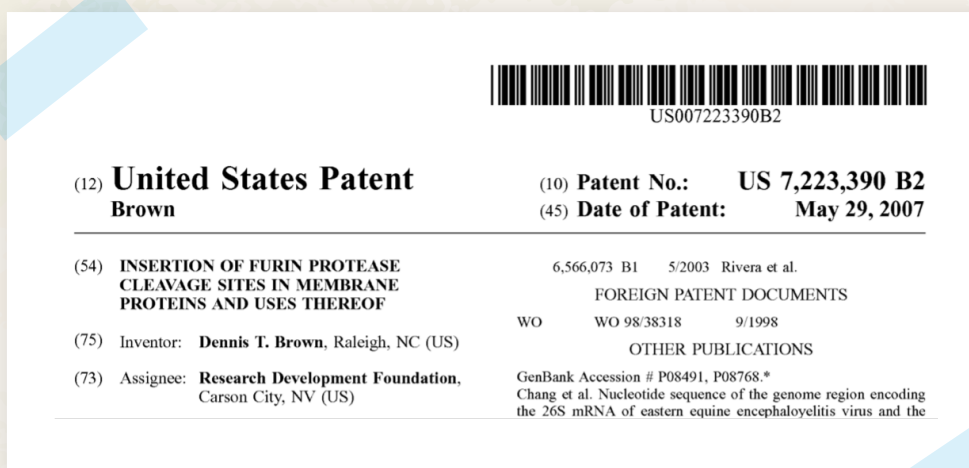 US007223390B2
(12) United States Patent
Brown
(10) Patent No.: US 7,223,390 B2
(45) Date of Patent: May 29, 2007
(54) INSERTION OF FURIN PROTEASE
CLEAVAGE SITES IN MEMBRANE
PROTEINS AND USES THEREOF
(75) Inventor: Dennis T. Brown, Raleigh, NC (US)
(73) Assignee: Research Development Foundation,
Carson City, NV (US)
6,566,073 B1 5/2003 Rivera et al.
FOREIGN PATENT DOCUMENTS
WO WO 98/38318 9/1998
OTHER PUBLICATIONS
GenBank Accession # P08491, P08768.*
Chang et al. Nucleotide sequence of the genome region encoding
the 26S mRNA of eastern equine encephaloyelitis virus and the